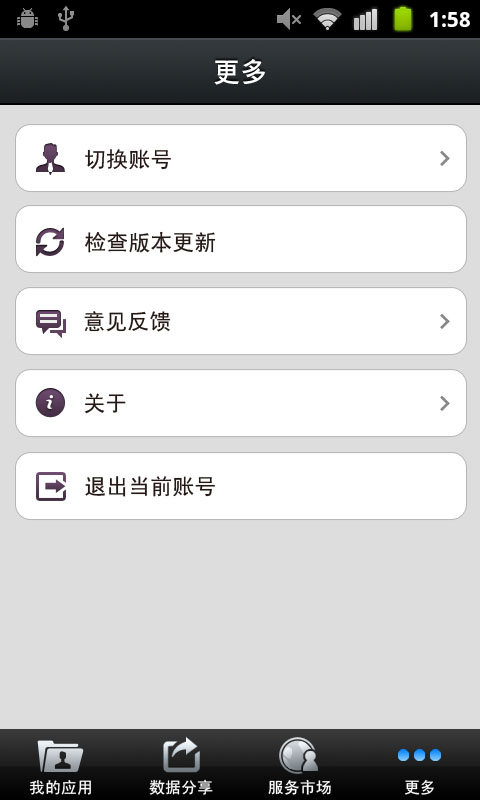 1:58
更多
切换账号
检查版本更新
意见反馈
关于
退出当前账号
我的应用
数据分享
服务市场
更多